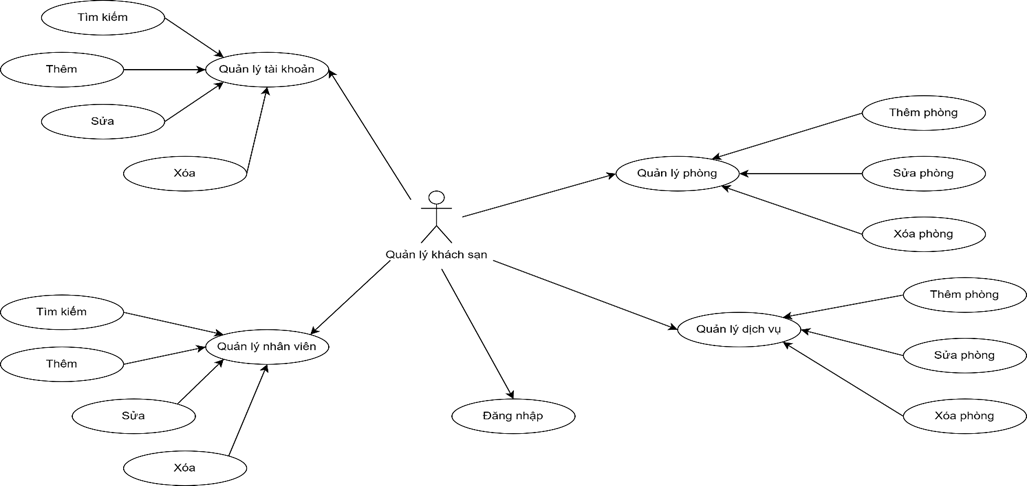 Tìm kiếm
Thêm
Quản lý tài khoản
Sửa
Xóa
Thêm phòng
Quản lý phòng
Sửa phòng
Xóa phòng
Quản lý khách sạn
Tìm kiếm
Thêm
Quản lý nhân viên
Sửa
Xóa
Đăng nhập
Thêm phòng
Quản lý dịch vụ
Sửa phòng
Xóa phòng